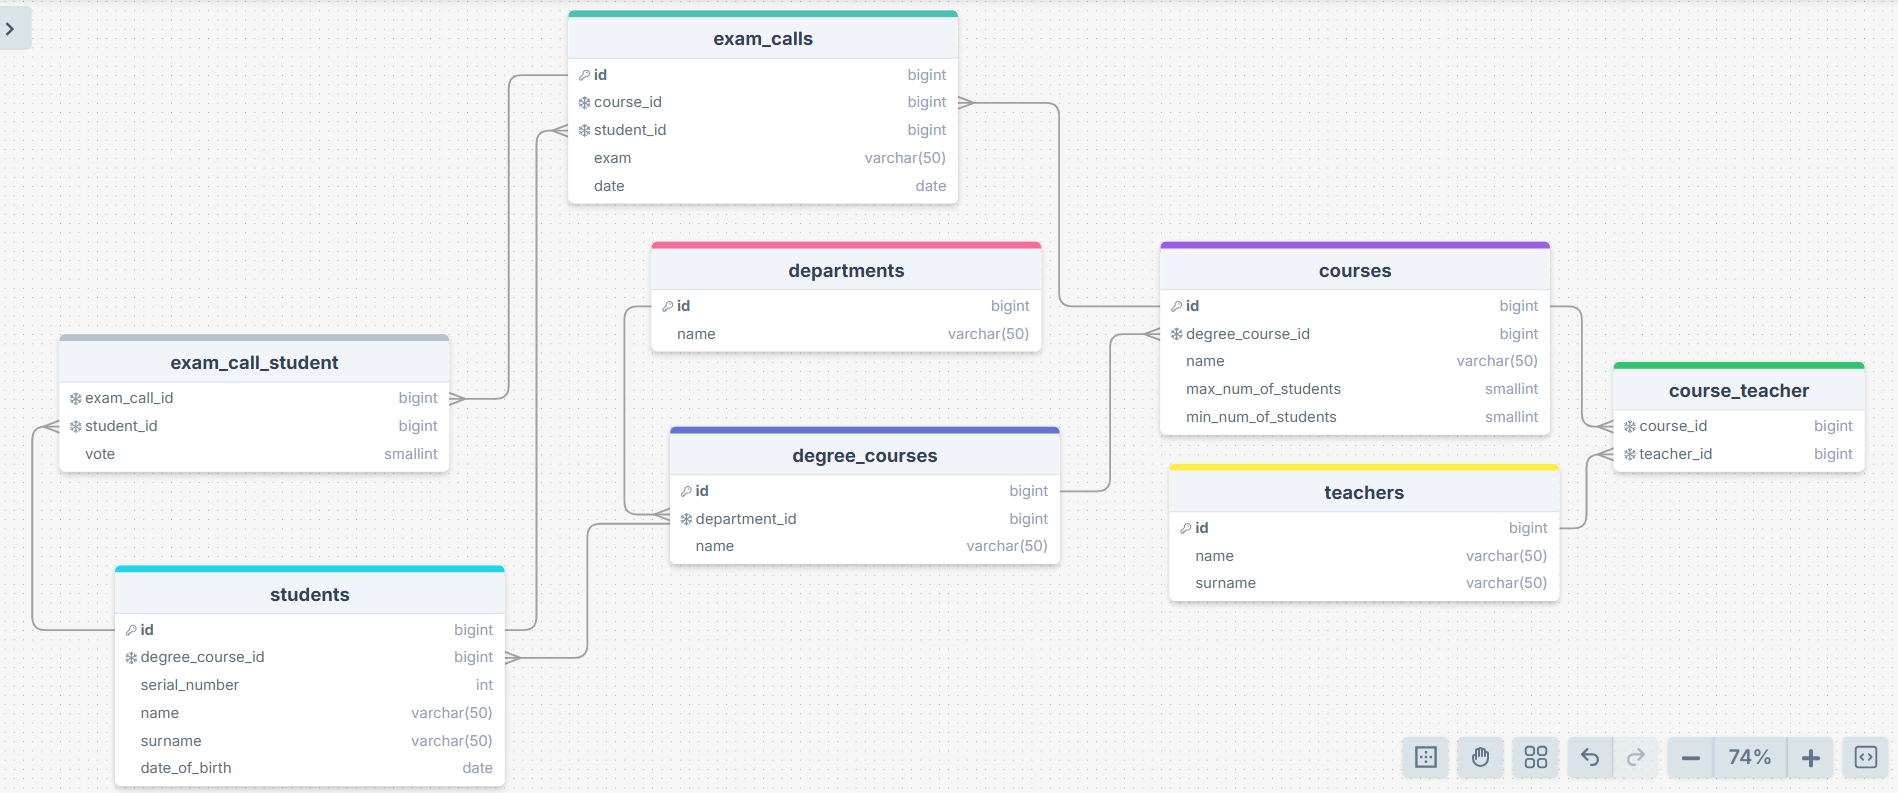 exam_calls
id bigint
course_id bigint
student_id bigint
exam varchar(50)
date date
departments
id bigint
name varchar(50)
courses
id bigint
degree_course_id bigint
name varchar(50)
max_num_of_students smallint
min_num_of_students smallint
exam_call_student
exam_call_id bigint
student_id bigint
vote smallint
course_teacher
course_id bigint
teacher_id bigint
degree_courses
id bigint
department_id bigint
name varchar(50)
teachers
id bigint
name varchar(50)
surname varchar(50)
students
id bigint
degree_course_id bigint
serial_number int
name varchar(50)
surname varchar(50)
date_of_birth date
74%